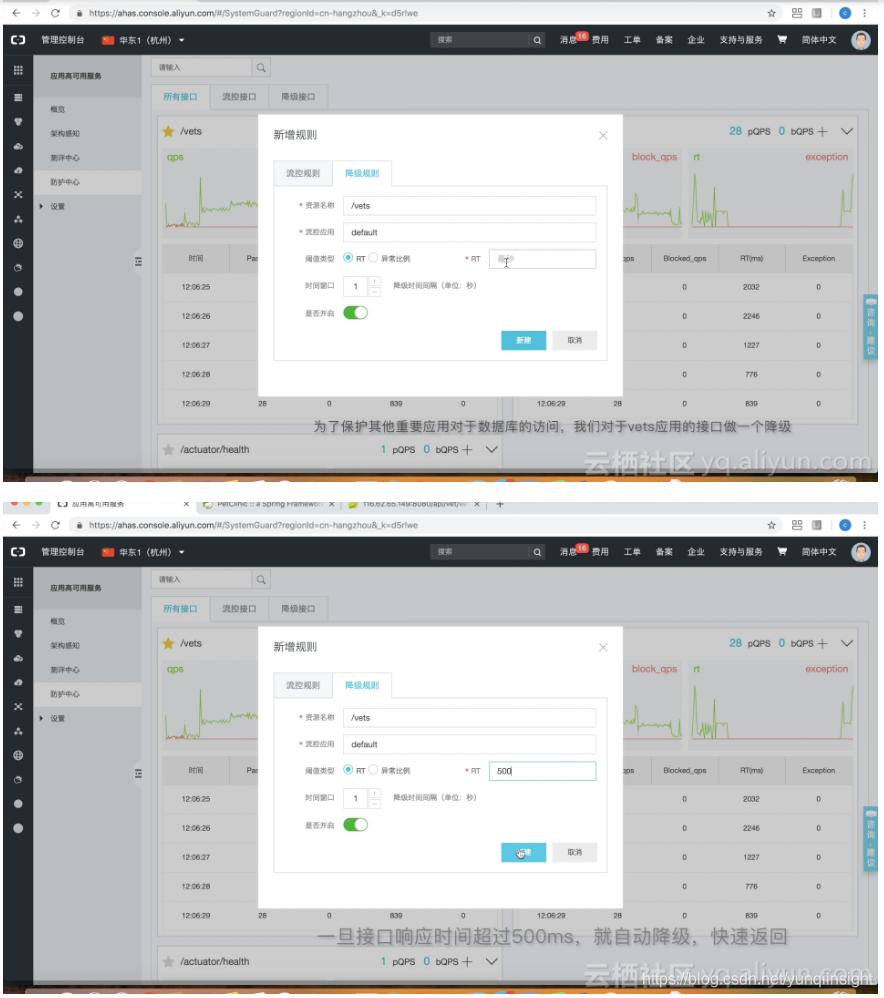 https://ahas.console.aliyun.com/#/SystemGuard?regionId=cn-hangzhou&_k=d5rlwe
管理控制台 华东1（杭州） 搜索 消息 16 费用 工单 备案 企业 支持与服务 简体中文
应用高可用服务
请输入
概览
所有接口 流控接口 降级接口
架构感知
测评中心
防护中心
设置
/vets
28 pQPS 0 bQPS
qps
block_qps rt exception
新增规则
流控规则 降级规则
* 资源名称 /vets
* 流控应用 default
阈值类型 RT 异常比例 * RT
时间窗口 1 降级时间间隔（单位：秒）
是否开启
新建 取消
时间 Pas qps Blocked_qps RT(ms) Exception
12:06:25 0 2032 0
12:06:26 0 2246 0
12:06:27 0 1227 0
12:06:28 0 776 0
12:06:29 28 0 839 0 12:06:29 28 0 839 0
咨询·建议
为了保护其他重要应用对于数据库的访问，我们对于vets应用的接口做一个降级
/actuator/health 1 pQPS 0 bQPS
云栖社区 yq.aliyun.com
应用高可用服务 × PetClinic :: a Spring Framewo × 116.62.65.149:8080/api/vet/ve × +
https://ahas.console.aliyun.com/#/SystemGuard?regionId=cn-hangzhou&_k=d5rlwe
管理控制台 华东1（杭州） 搜索 消息 16 费用 工单 备案 企业 支持与服务 简体中文
应用高可用服务
请输入
概览
所有接口 流控接口 降级接口
架构感知
测评中心
防护中心
设置
/vets
28 pQPS 0 bQPS
qps
block_qps rt exception
新增规则
流控规则 降级规则
* 资源名称 /vets
* 流控应用 default
阈值类型 RT 异常比例 * RT 500
时间窗口 1 降级时间间隔（单位：秒）
是否开启
新建 取消
时间 Pas qps Blocked_qps RT(ms) Exception
12:06:25 0 2032 0
12:06:26 0 2246 0
12:06:27 0 1227 0
12:06:28 0 776 0
12:06:29 28 0 839 0 12:06:29 28 0 839 0
咨询·建议
一旦接口响应时间超过500ms，就自动降级，快速返回
/actuator/health 1 pQPS 0 bQPS
云栖社区 yq.aliyun.com
https://blog.csdn.net/yunqiinsight